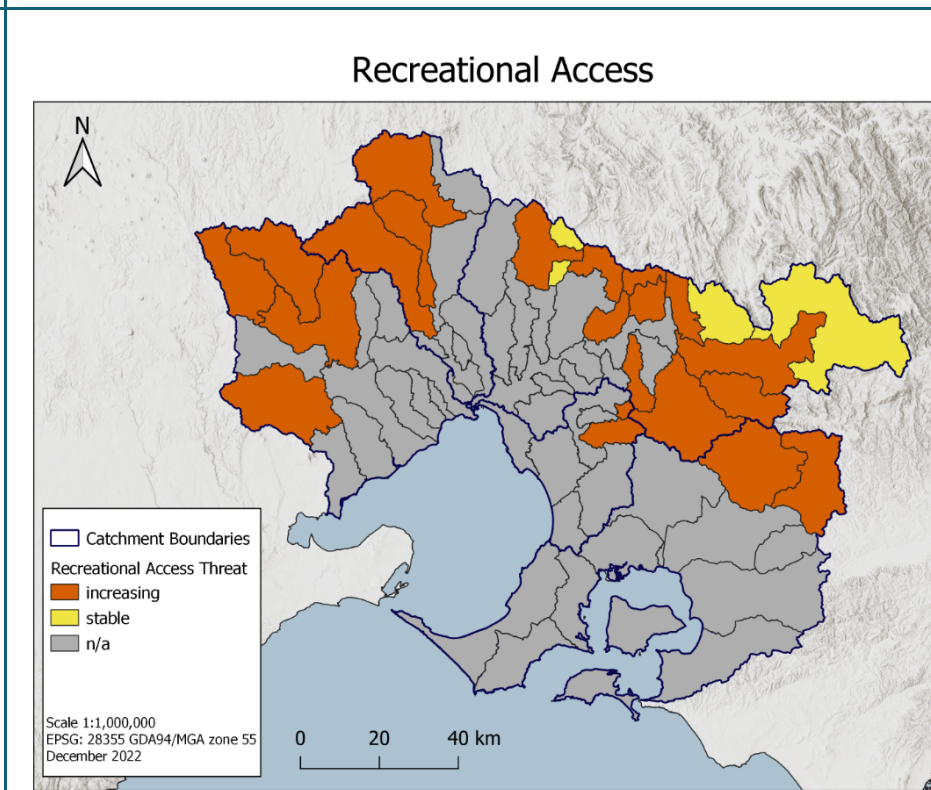 Recreational Access
N
Catchment Boundaries
Recreational Access Threat
increasing
stable
n/a
Scale 1:1,000,000
EPSG: 28355 GDA94/MGA zone 55
December 2022
0 20 40 km